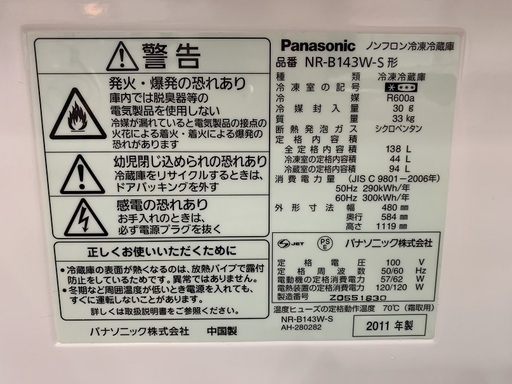 警告
発火・爆発の恐れあり
庫内では脱臭器等の
電気製品を使用しない
冷媒が漏れていると電気製品の接点の
火花による着火・着火爆発の恐れあり
幼児閉じ込められの恐れあり
冷蔵庫をリサイクルするときは、
ドアパッキングを外す
感電の恐れあり
お手入れのときは、
必ず電源プラグを抜く
正しくお使いいただくために
●冷蔵庫の表面が熱くなるのは、放熱パイプで露付
防止をしているためです。異常ではありません。
●冬期など周囲温度が低いとき電源を入れても、
すぐに運転しないことがあります。
詳しくは取扱説明書をご参照ください。
パナソニック株式会社 中国製
Panasonic ノンフロン冷凍冷蔵庫
品番 NR-B143W-S 形
種類 冷凍冷蔵庫
冷凍室の記号
冷媒 R600a
冷媒封入量 30 g
質量 33 kg
断熱発泡ガス シクロペンタン
定格内容積
全定格内容積 138 L
冷凍室の定格内容積 44 L
冷蔵室の定格内容積 94 L
消費電力量 (JIS C 9801-2006年)
50Hz 290kWh/年
60Hz 300kWh/年
外形寸法 幅 480 mm
奥行 584 mm
高さ 1119 mm
JET PS E パナソニック株式会社
定格電圧 100 V
定格周波数 50/60 Hz
電動機の定格消費電力 57/62 W
電熱装置の定格消費電力 120/120 W
製造番号 Z0551630
温度ヒューズの定格動作温度 70℃ (霜取用)
NR-B143W-S
AH-280282
2011 年製